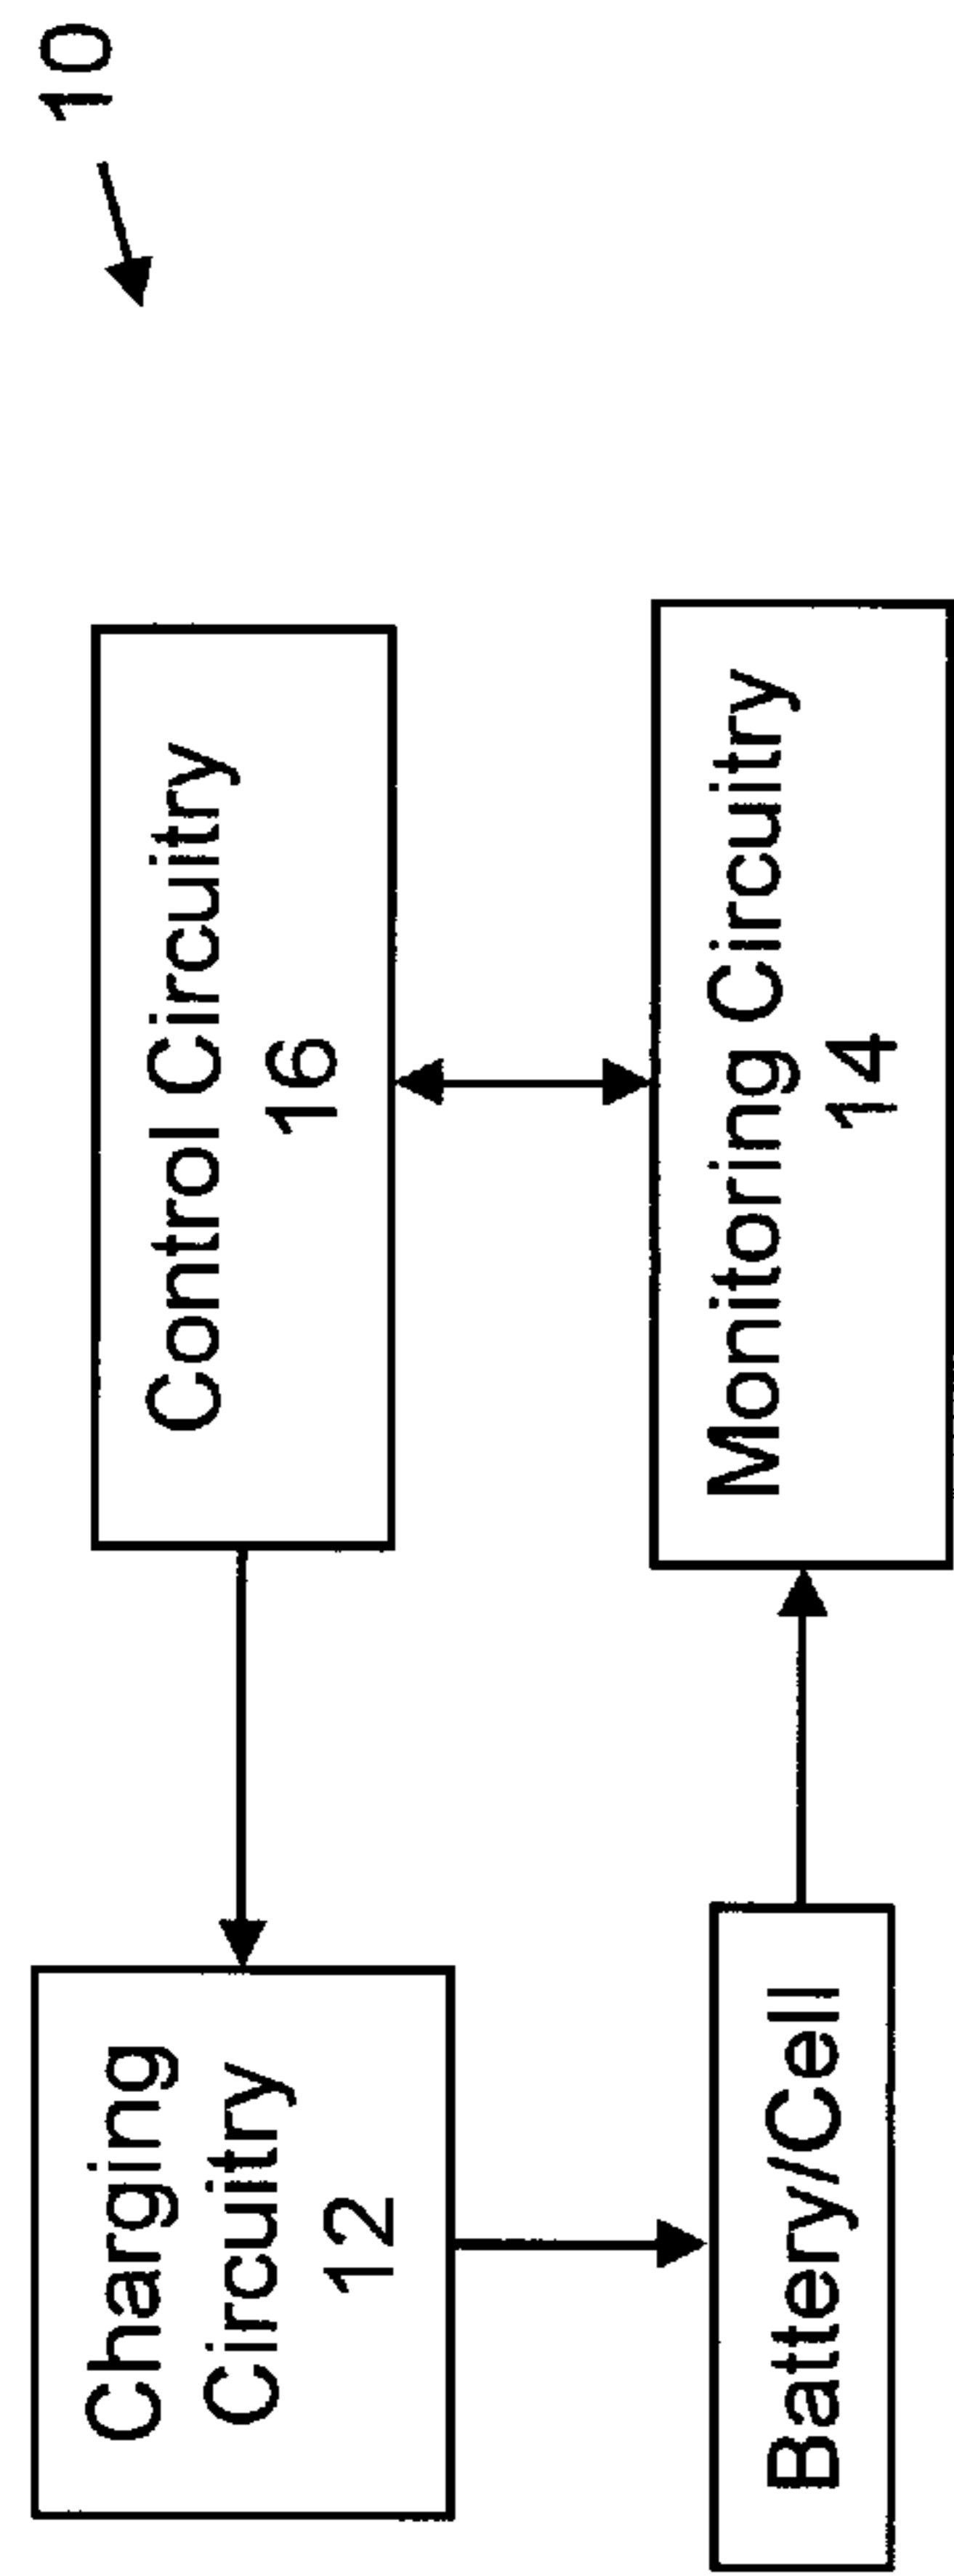 10
Charging
Circuitry
12
Control Circuitry
16
Battery/Cell
Monitoring Circuitry
14